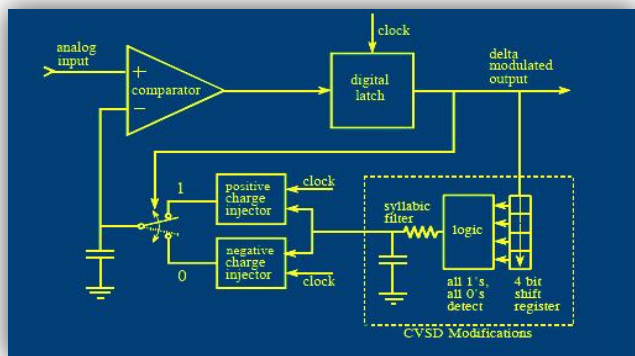 analog
input
clock
delta
modulated
output
+
comparator
−
digital
latch
1
positive
charge
injector
clock
0
negative
charge
injector
clock
syllabic
filter
logic
all 1's,
all 0's
detect
4 bit
shift
register
CVSD Modifications